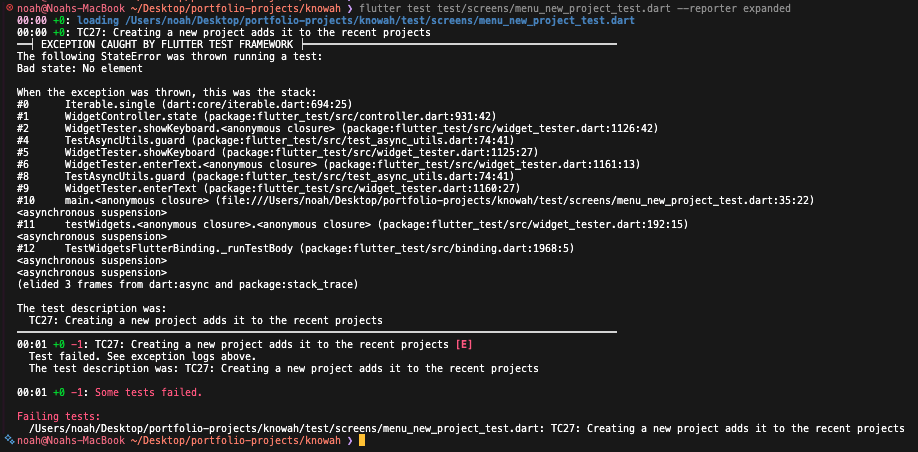 noah@Noahs-MacBook ~/Desktop/portfolio-projects/knowah ❯ flutter test test/screens/menu_new_project_test.dart --reporter expanded
00:00 +0: loading /Users/noah/Desktop/portfolio-projects/knowah/test/screens/menu_new_project_test.dart
00:00 +0: TC27: Creating a new project adds it to the recent projects
══╡ EXCEPTION CAUGHT BY FLUTTER TEST FRAMEWORK ╞════════════════════════════════════════════════════
The following StateError was thrown running a test:
Bad state: No element

When the exception was thrown, this was the stack:
#0      Iterable.single (dart:core/iterable.dart:694:25)
#1      WidgetController.state (package:flutter_test/src/controller.dart:931:42)
#2      WidgetTester.showKeyboard.<anonymous closure> (package:flutter_test/src/widget_tester.dart:1126:42)
#4      TestAsyncUtils.guard (package:flutter_test/src/test_async_utils.dart:74:41)
#5      WidgetTester.showKeyboard (package:flutter_test/src/widget_tester.dart:1125:27)
#6      WidgetTester.enterText.<anonymous closure> (package:flutter_test/src/widget_tester.dart:1161:13)
#8      TestAsyncUtils.guard (package:flutter_test/src/test_async_utils.dart:74:41)
#9      WidgetTester.enterText (package:flutter_test/src/widget_tester.dart:1160:27)
#10     main.<anonymous closure> (file:///Users/noah/Desktop/portfolio-projects/knowah/test/screens/menu_new_project_test.dart:35:22)
<asynchronous suspension>
#11     testWidgets.<anonymous closure>.<anonymous closure> (package:flutter_test/src/widget_tester.dart:192:15)
<asynchronous suspension>
#12     TestWidgetsFlutterBinding._runTestBody (package:flutter_test/src/binding.dart:1968:5)
<asynchronous suspension>
<asynchronous suspension>
(elided 3 frames from dart:async and package:stack_trace)

The test description was:
  TC27: Creating a new project adds it to the recent projects
════════════════════════════════════════════════════════════════════════════════════════════════════
00:01 +0 -1: TC27: Creating a new project adds it to the recent projects [E]
  Test failed. See exception logs above.
  The test description was: TC27: Creating a new project adds it to the recent projects

00:01 +0 -1: Some tests failed.

Failing tests:
  /Users/noah/Desktop/portfolio-projects/knowah/test/screens/menu_new_project_test.dart: TC27: Creating a new project adds it to the recent projects
noah@Noahs-MacBook ~/Desktop/portfolio-projects/knowah ❯